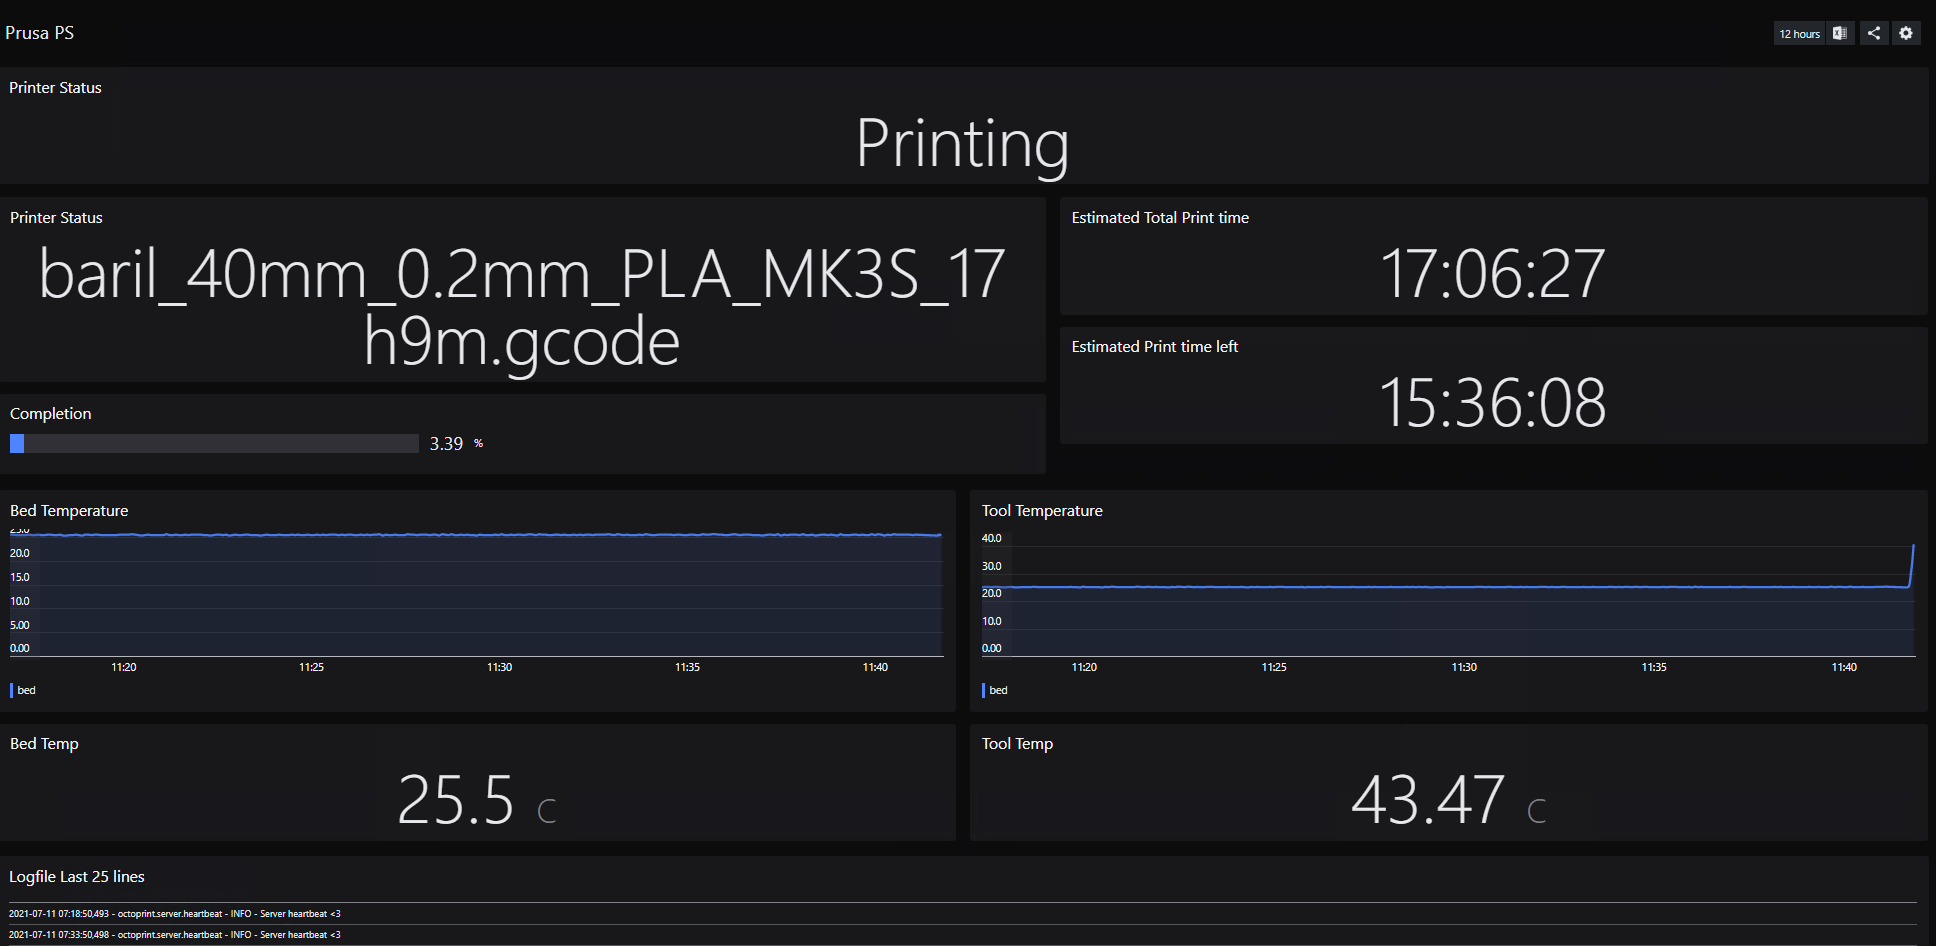 Prusa PS
12 hours
Printer Status
Printing
Printer Status
baril_40mm_0.2mm_PLA_MK3S_17
h9m.gcode
Estimated Total Print time
17:06:27
Estimated Print time left
15:36:08
Completion
3.39 %
Bed Temperature
25.0
20.0
15.0
10.0
5.00
0.00
11:20 11:25 11:30 11:35 11:40
bed
Tool Temperature
40.0
30.0
20.0
10.0
0.00
11:20 11:25 11:30 11:35 11:40
bed
Bed Temp
25.5 C
Tool Temp
43.47 C
Logfile Last 25 lines
2021-07-11 07:18:50,493 - octoprint.server.heartbeat - INFO - Server heartbeat <3
2021-07-11 07:33:50,498 - octoprint.server.heartbeat - INFO - Server heartbeat <3